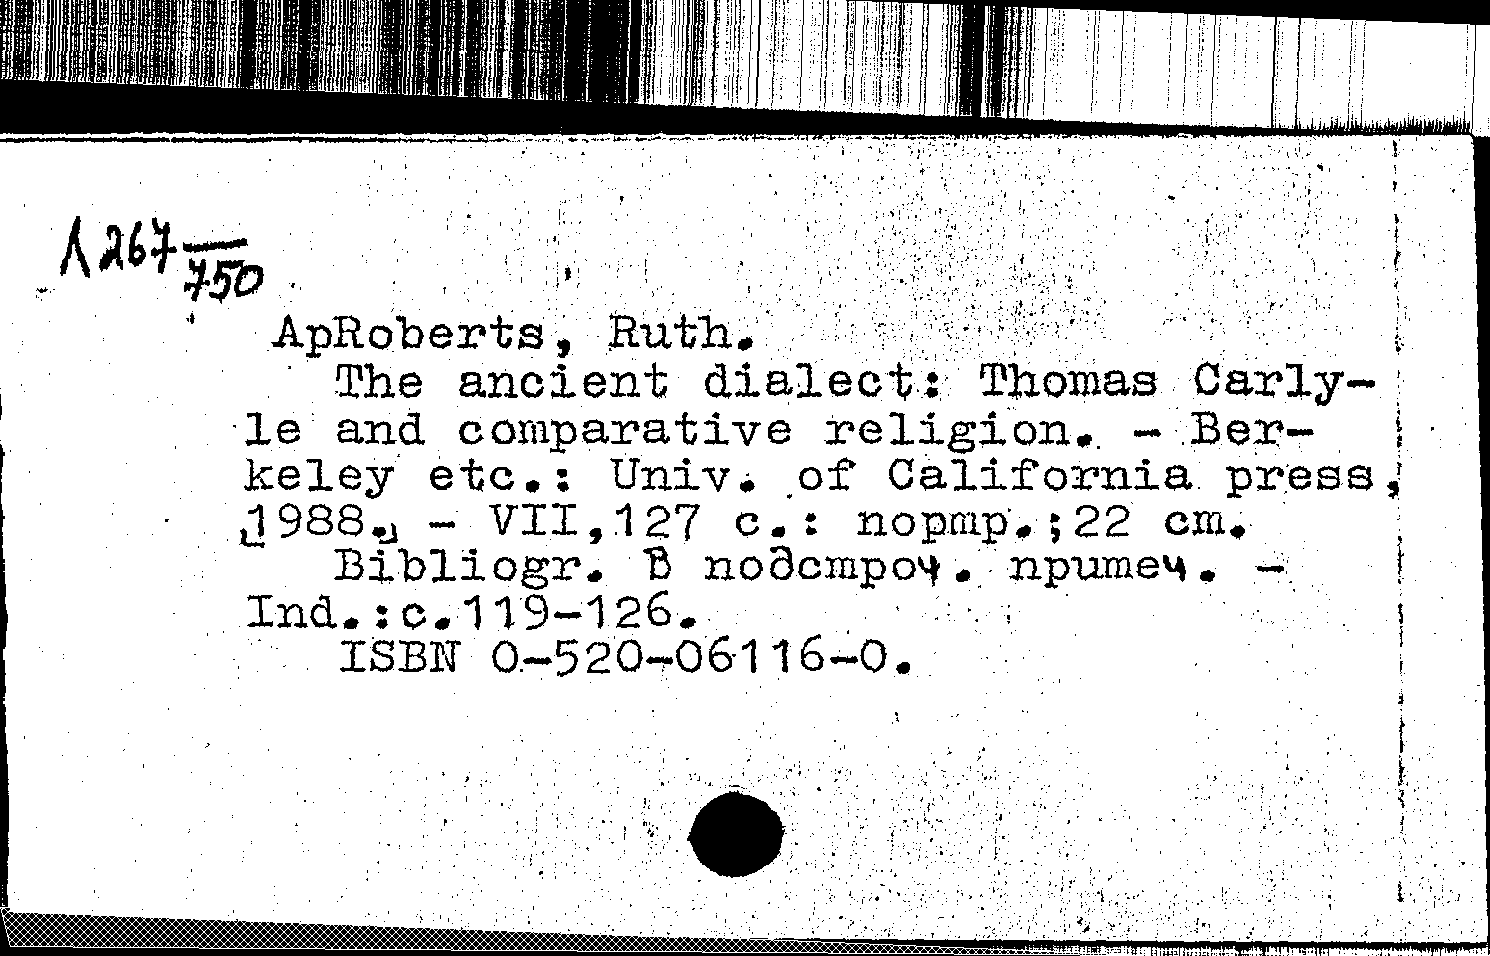 Л 267
750
ApRoberts, Ruth.
The ancient dialect: Thomas Carly-
le and comparative religion. - Ber-
keley etc.: Univ. of California press,
1988. - VII,127 c.: портр.;22 cm.
Bibliogr. в подстроч. примеч. -
Ind.:c.119-126.
ISBN 0-520-06116-0.